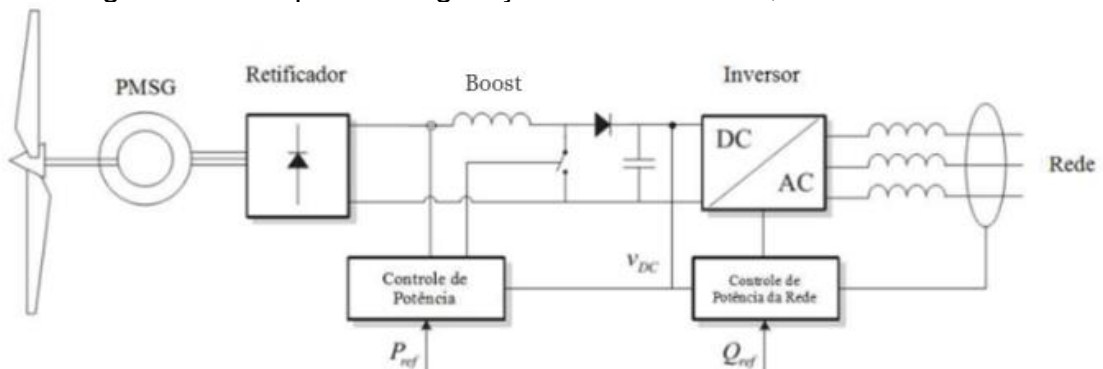 PMSG
Retificador
Boost
Inversor
DC
AC
Rede
Controle de
Potência
v_DC
Controle de
Potência da Rede
P_ref
Q_ref